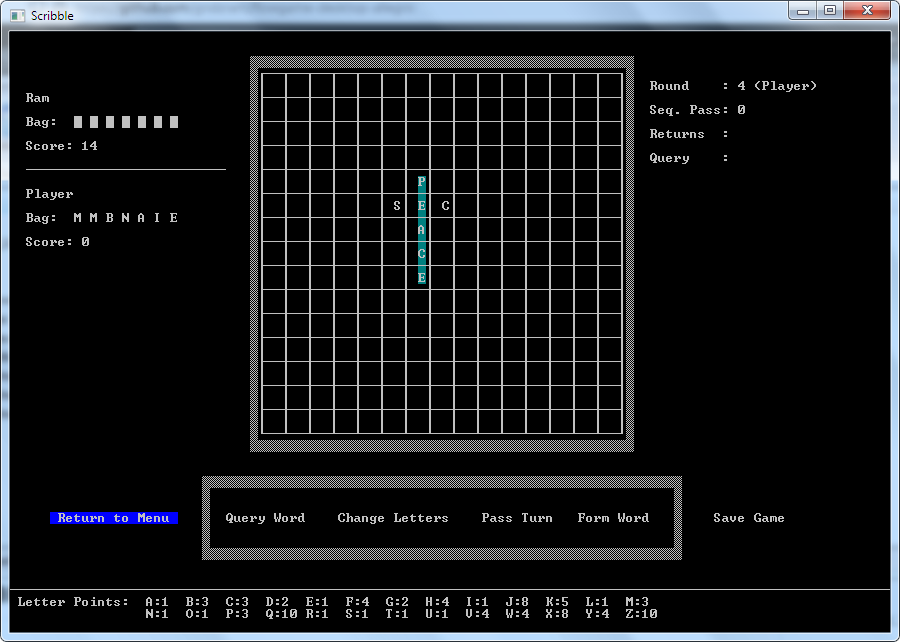 Scribble
Ram
Bag:
Score: 14
Player
Bag: M M B N A I E
Score: 0
P
S E C
A
C
E
Round : 4 (Player)
Seq. Pass: 0
Returns :
Query :
Return to Menu Query Word Change Letters Pass Turn Form Word Save Game
Letter Points: A:1 B:3 C:3 D:2 E:1 F:4 G:2 H:4 I:1 J:8 K:5 L:1 M:3
N:1 O:1 P:3 Q:10 R:1 S:1 T:1 U:1 V:4 W:4 X:8 Y:4 Z:10